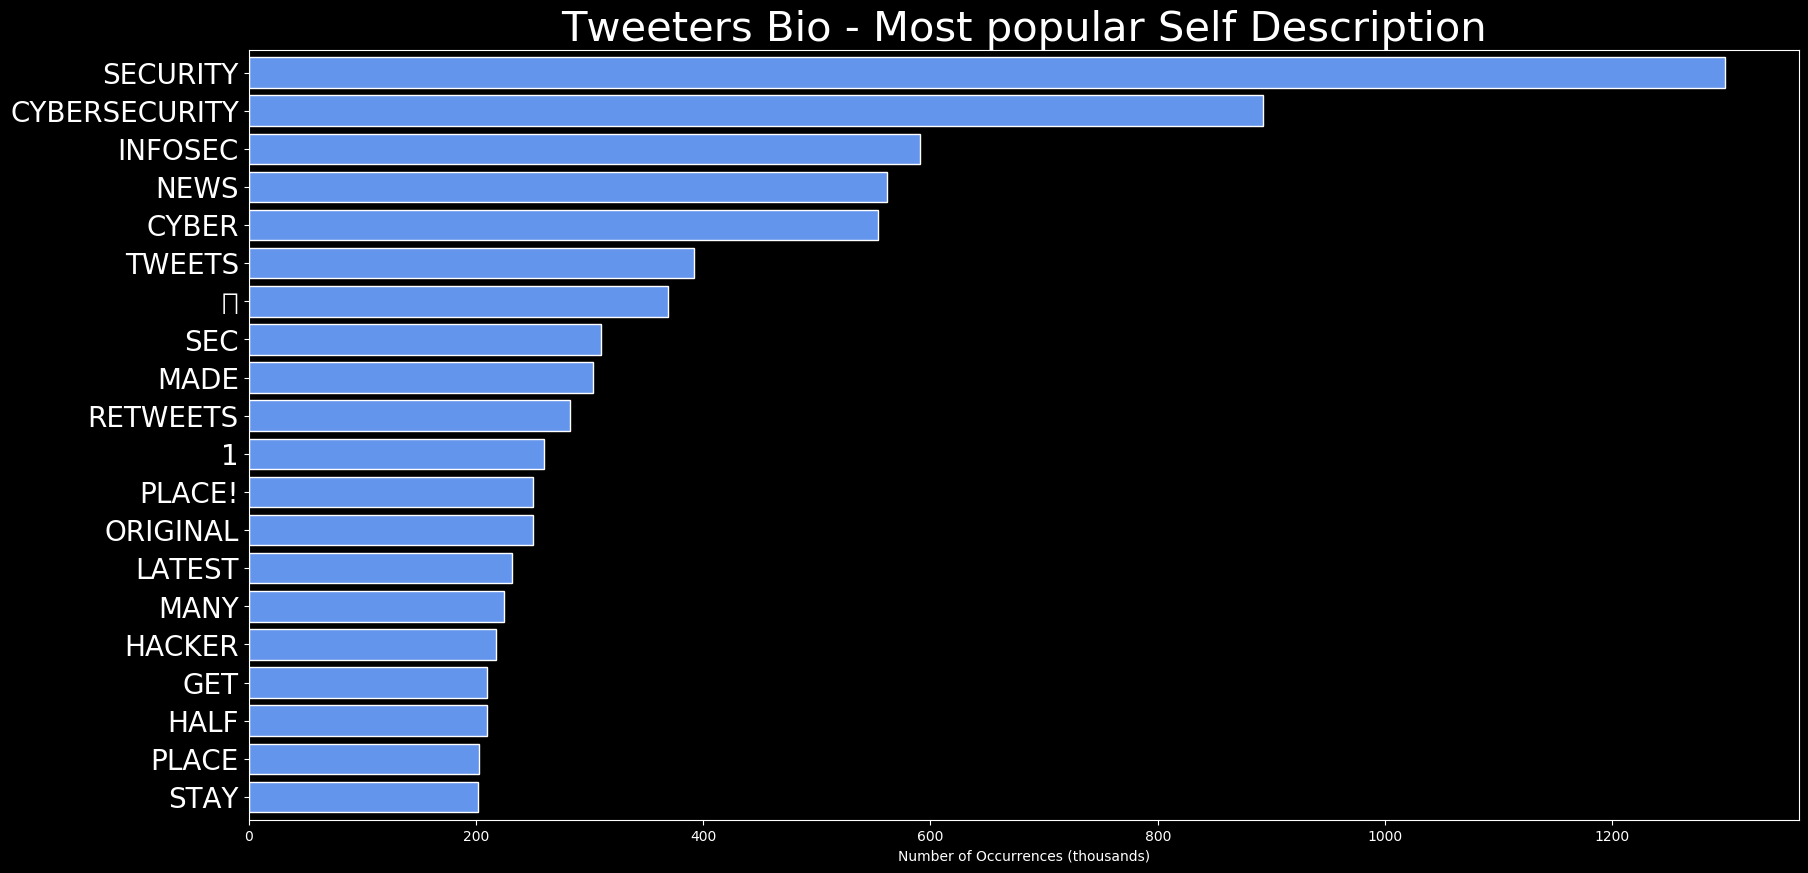 Tweeters Bio - Most popular Self Description
SECURITY
CYBERSECURITY
INFOSEC
NEWS
CYBER
TWEETS
SEC
MADE
RETWEETS
1
PLACE!
ORIGINAL
LATEST
MANY
HACKER
GET
HALF
PLACE
STAY
0 200 400 600 800 1000 1200
Number of Occurrences (thousands)